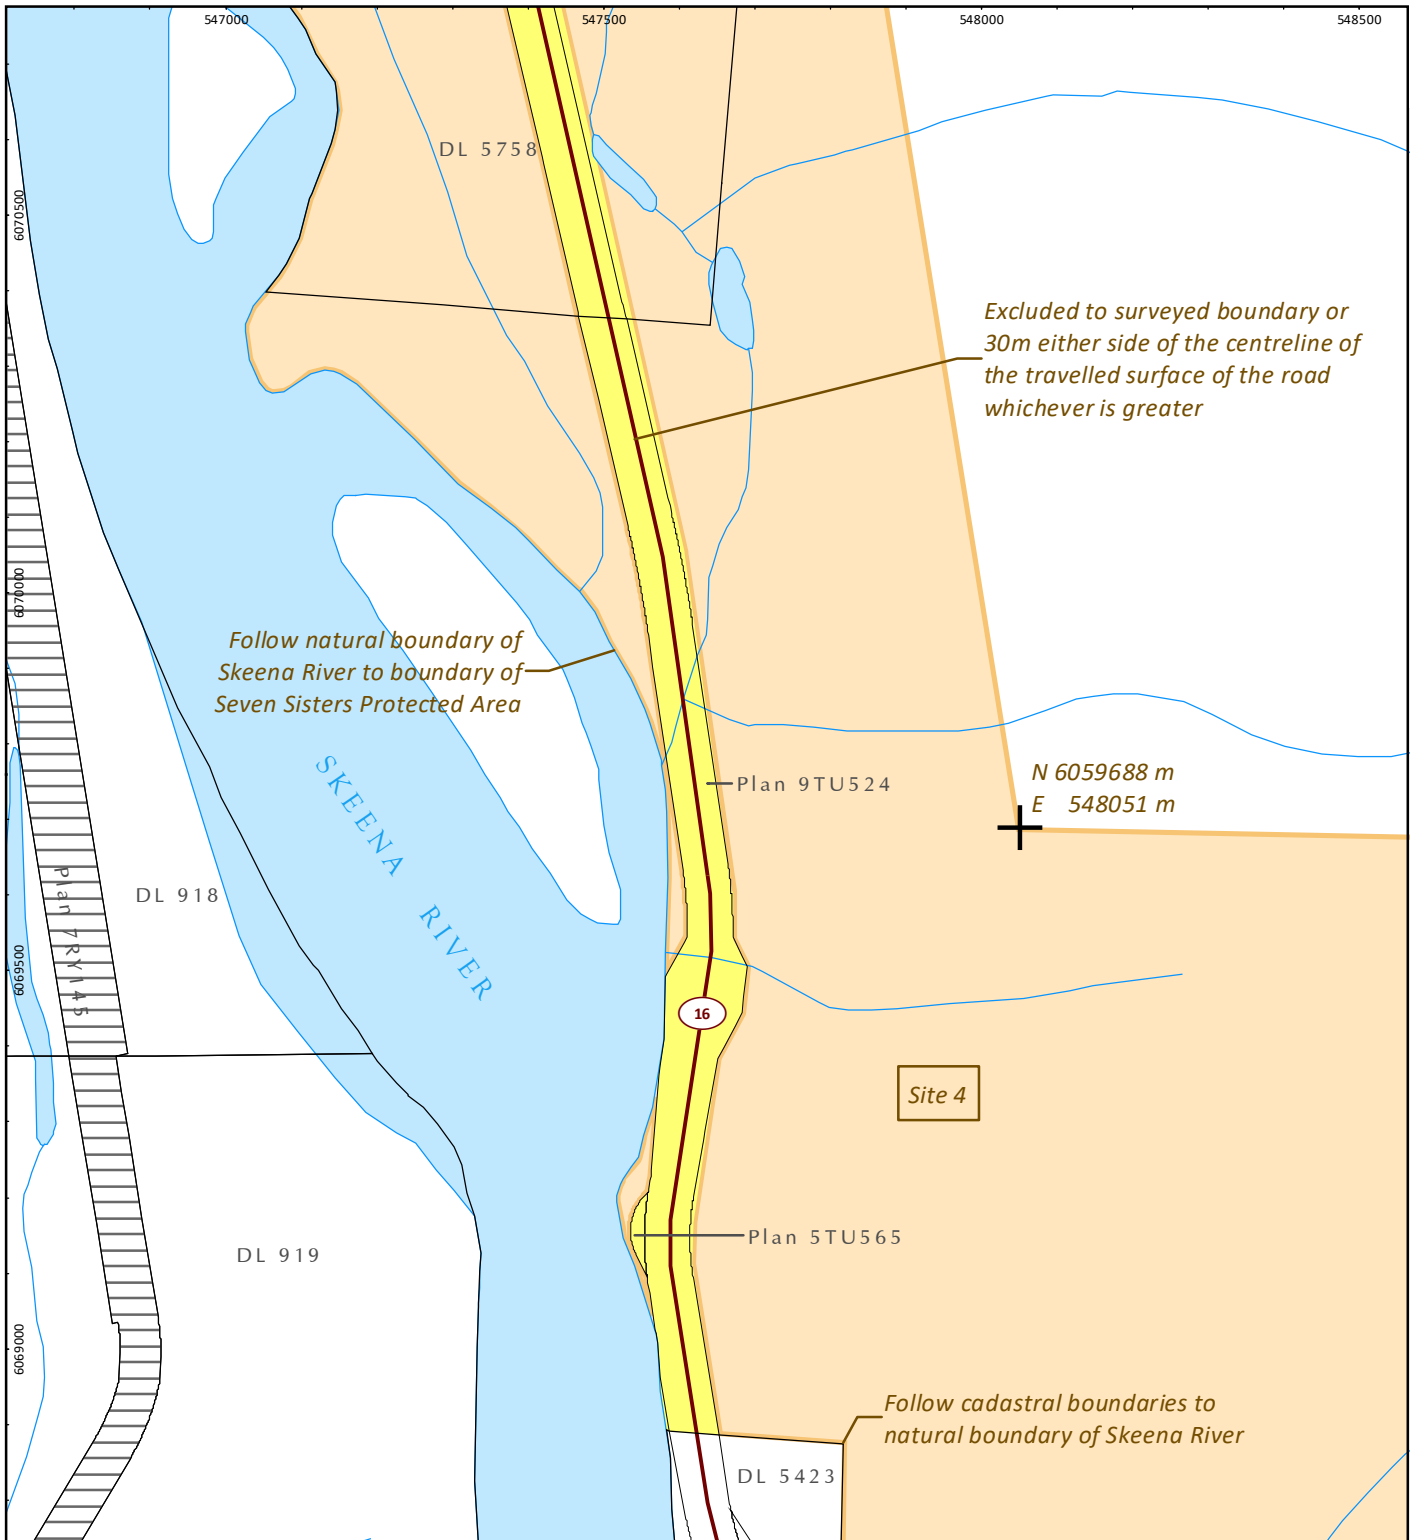 547000
547500
548000
548500
6070500
6070000
6069500
6069000
DL 5758
Excluded to surveyed boundary or
30m either side of the centreline of
the travelled surface of the road
whichever is greater
Follow natural boundary of
Skeena River to boundary of
Seven Sisters Protected Area
SKEENA RIVER
Plan 9TU524
N 6059688 m
E 548051 m
DL 918
Plan 7RY145
16
Site 4
Plan 5TU565
DL 919
Follow cadastral boundaries to
natural boundary of Skeena River
DL 5423